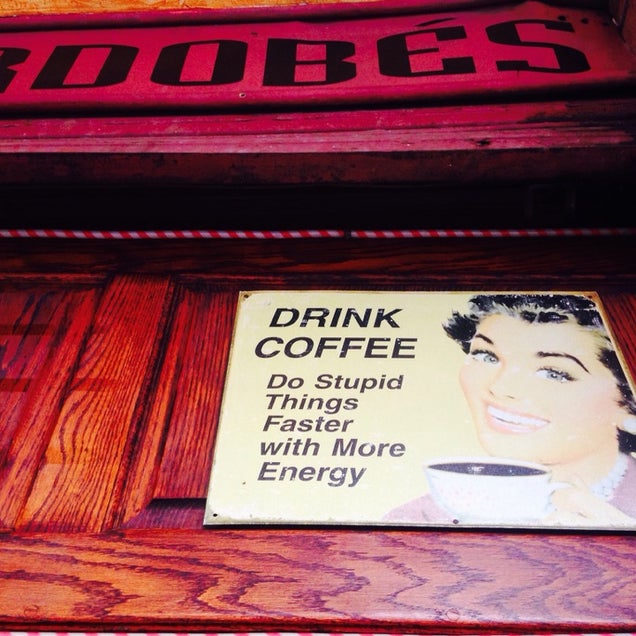 RDOBÉS
DRINK
COFFEE
Do Stupid
Things
Faster
with More
Energy